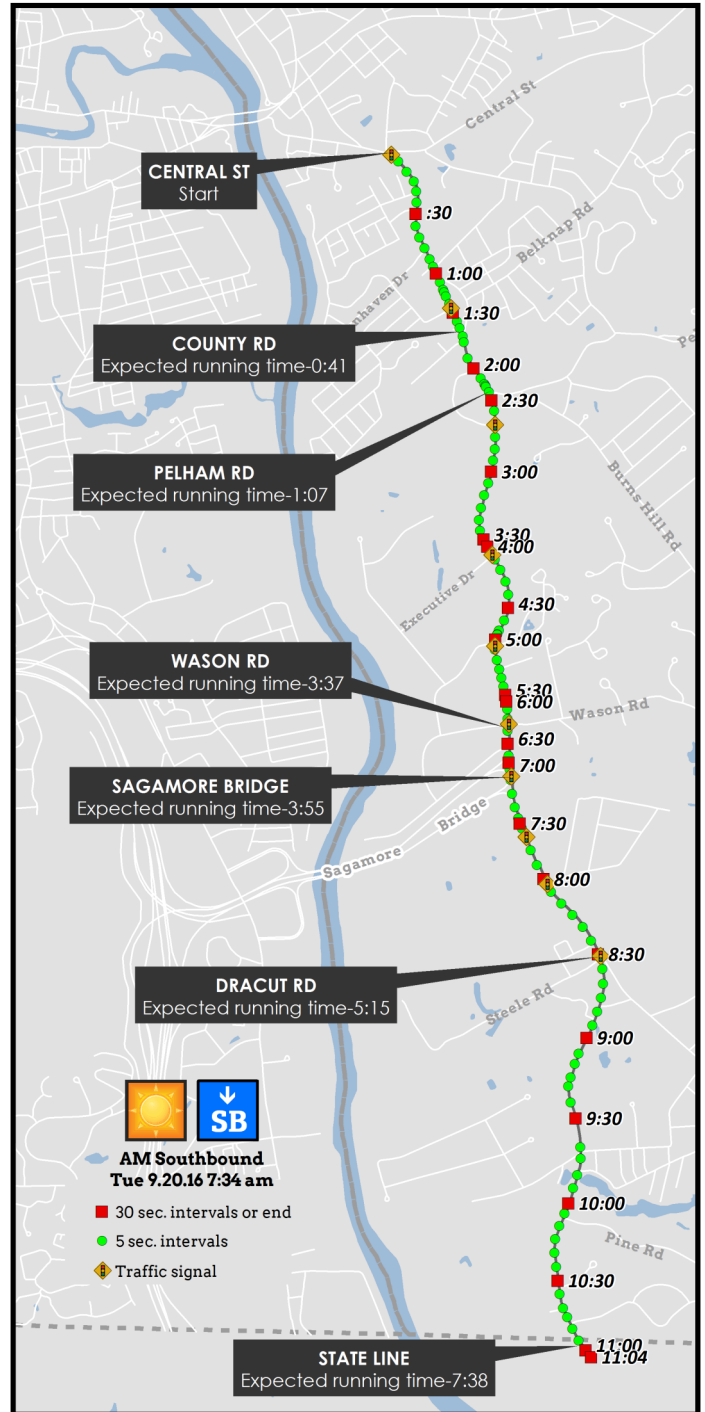 Central St
CENTRAL ST
Start
:30
Belknap Rd
1:00
nhaven Dr
1:30
COUNTY RD
Expected running time-0:41
Pe
2:00
2:30
PELHAM RD
Expected running time-1:07
3:00
Burns Hill Rd
3:30
4:00
Executive Dr
4:30
5:00
WASON RD
Expected running time-3:37
5:30
6:00
Wason Rd
6:30
7:00
SAGAMORE BRIDGE
Expected running time-3:55
Sagamore Bridge
7:30
8:00
8:30
DRACUT RD
Expected running time-5:15
Steele Rd
9:00
SB
9:30
AM Southbound
Tue 9.20.16 7:34 am
30 sec. intervals or end
5 sec. intervals
Traffic signal
10:00
Pine Rd
10:30
11:00
11:04
STATE LINE
Expected running time-7:38